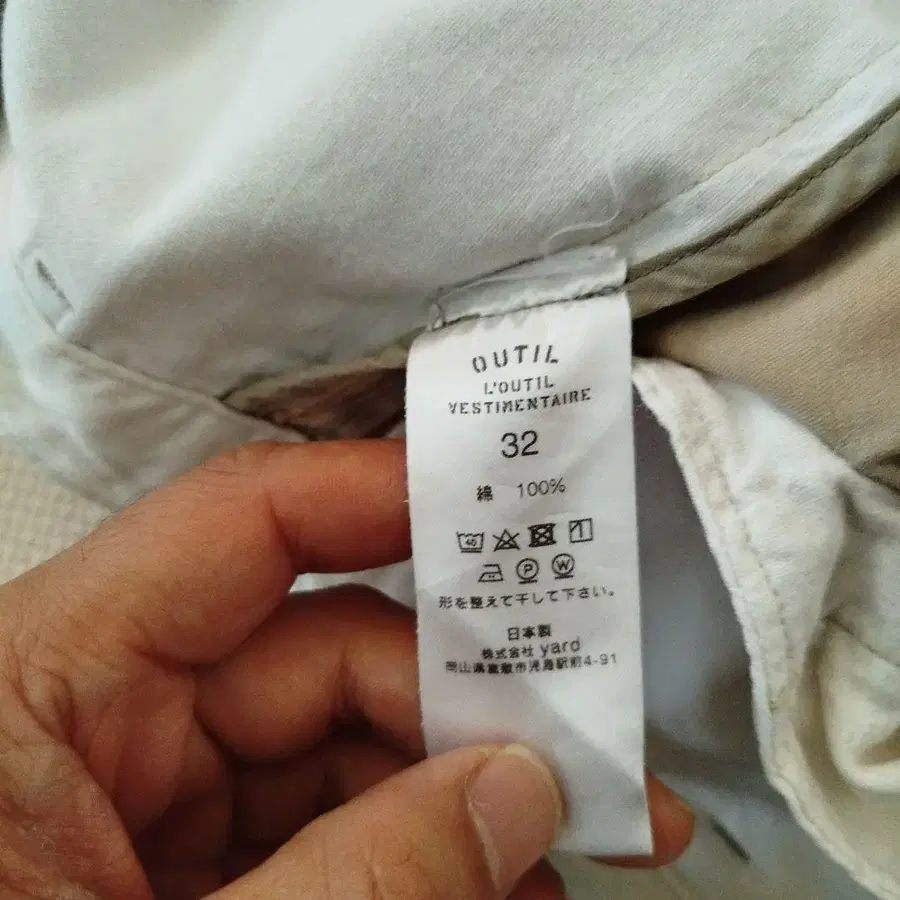 OUTIL
L'OUTIL
VESTIMENTAIRE
32
綿 100%
40
P W
形を整えて干して下さい。
日本製
株式会社 yard
岡山県倉敷市児島駅前4-91